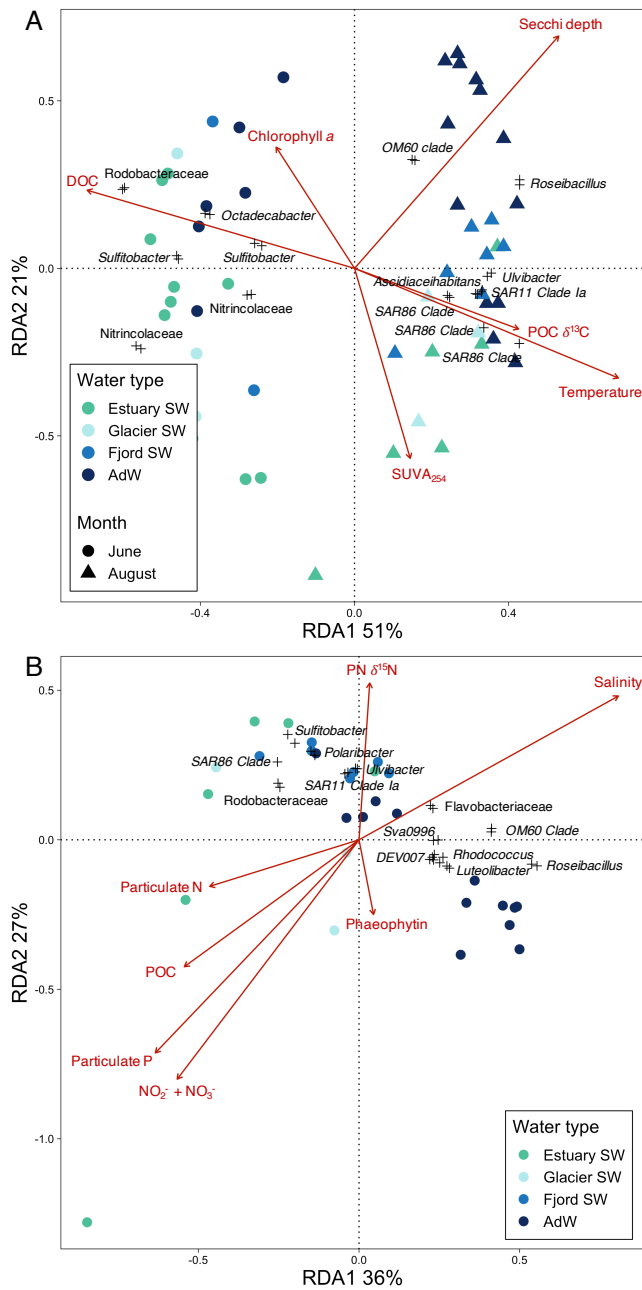 A
Secchi depth
0.5
Chlorophyll a
OM60 clade
Rodobacteraceae
DOC
Roseibacillus
Octadecabacter
Sulfitobacter
Sulfitobacter
0.0
Ascidiaceihabitans
Ulvibacter
SAR11 Clade Ia
Nitrincolaceae
SAR86 Clade
Nitrincolaceae
SAR86 Clade
POC δ¹³C
SAR86 Clade
Temperature
RDA2 21%
Water type
Estuary SW
Glacier SW
Fjord SW
AdW
Month
June
August
-0.5
SUVA₂₅₄
-0.4
0.0
0.4
RDA1 51%
B
PN δ¹⁵N
Salinity
0.5
Sulfitobacter
Polaribacter
SAR86 Clade
Ulvibacter
SAR11 Clade Ia
Rodobacteraceae
Flavobacteriaceae
Sva0996
OM60 Clade
0.0
DEV007
Rhodococcus
Luteolibacter
Roseibacillus
Particulate N
Phaeophytin
POC
RDA2 27%
-0.5
Particulate P
NO₂⁻ + NO₃⁻
-1.0
Water type
Estuary SW
Glacier SW
Fjord SW
AdW
-0.5
0.0
0.5
RDA1 36%